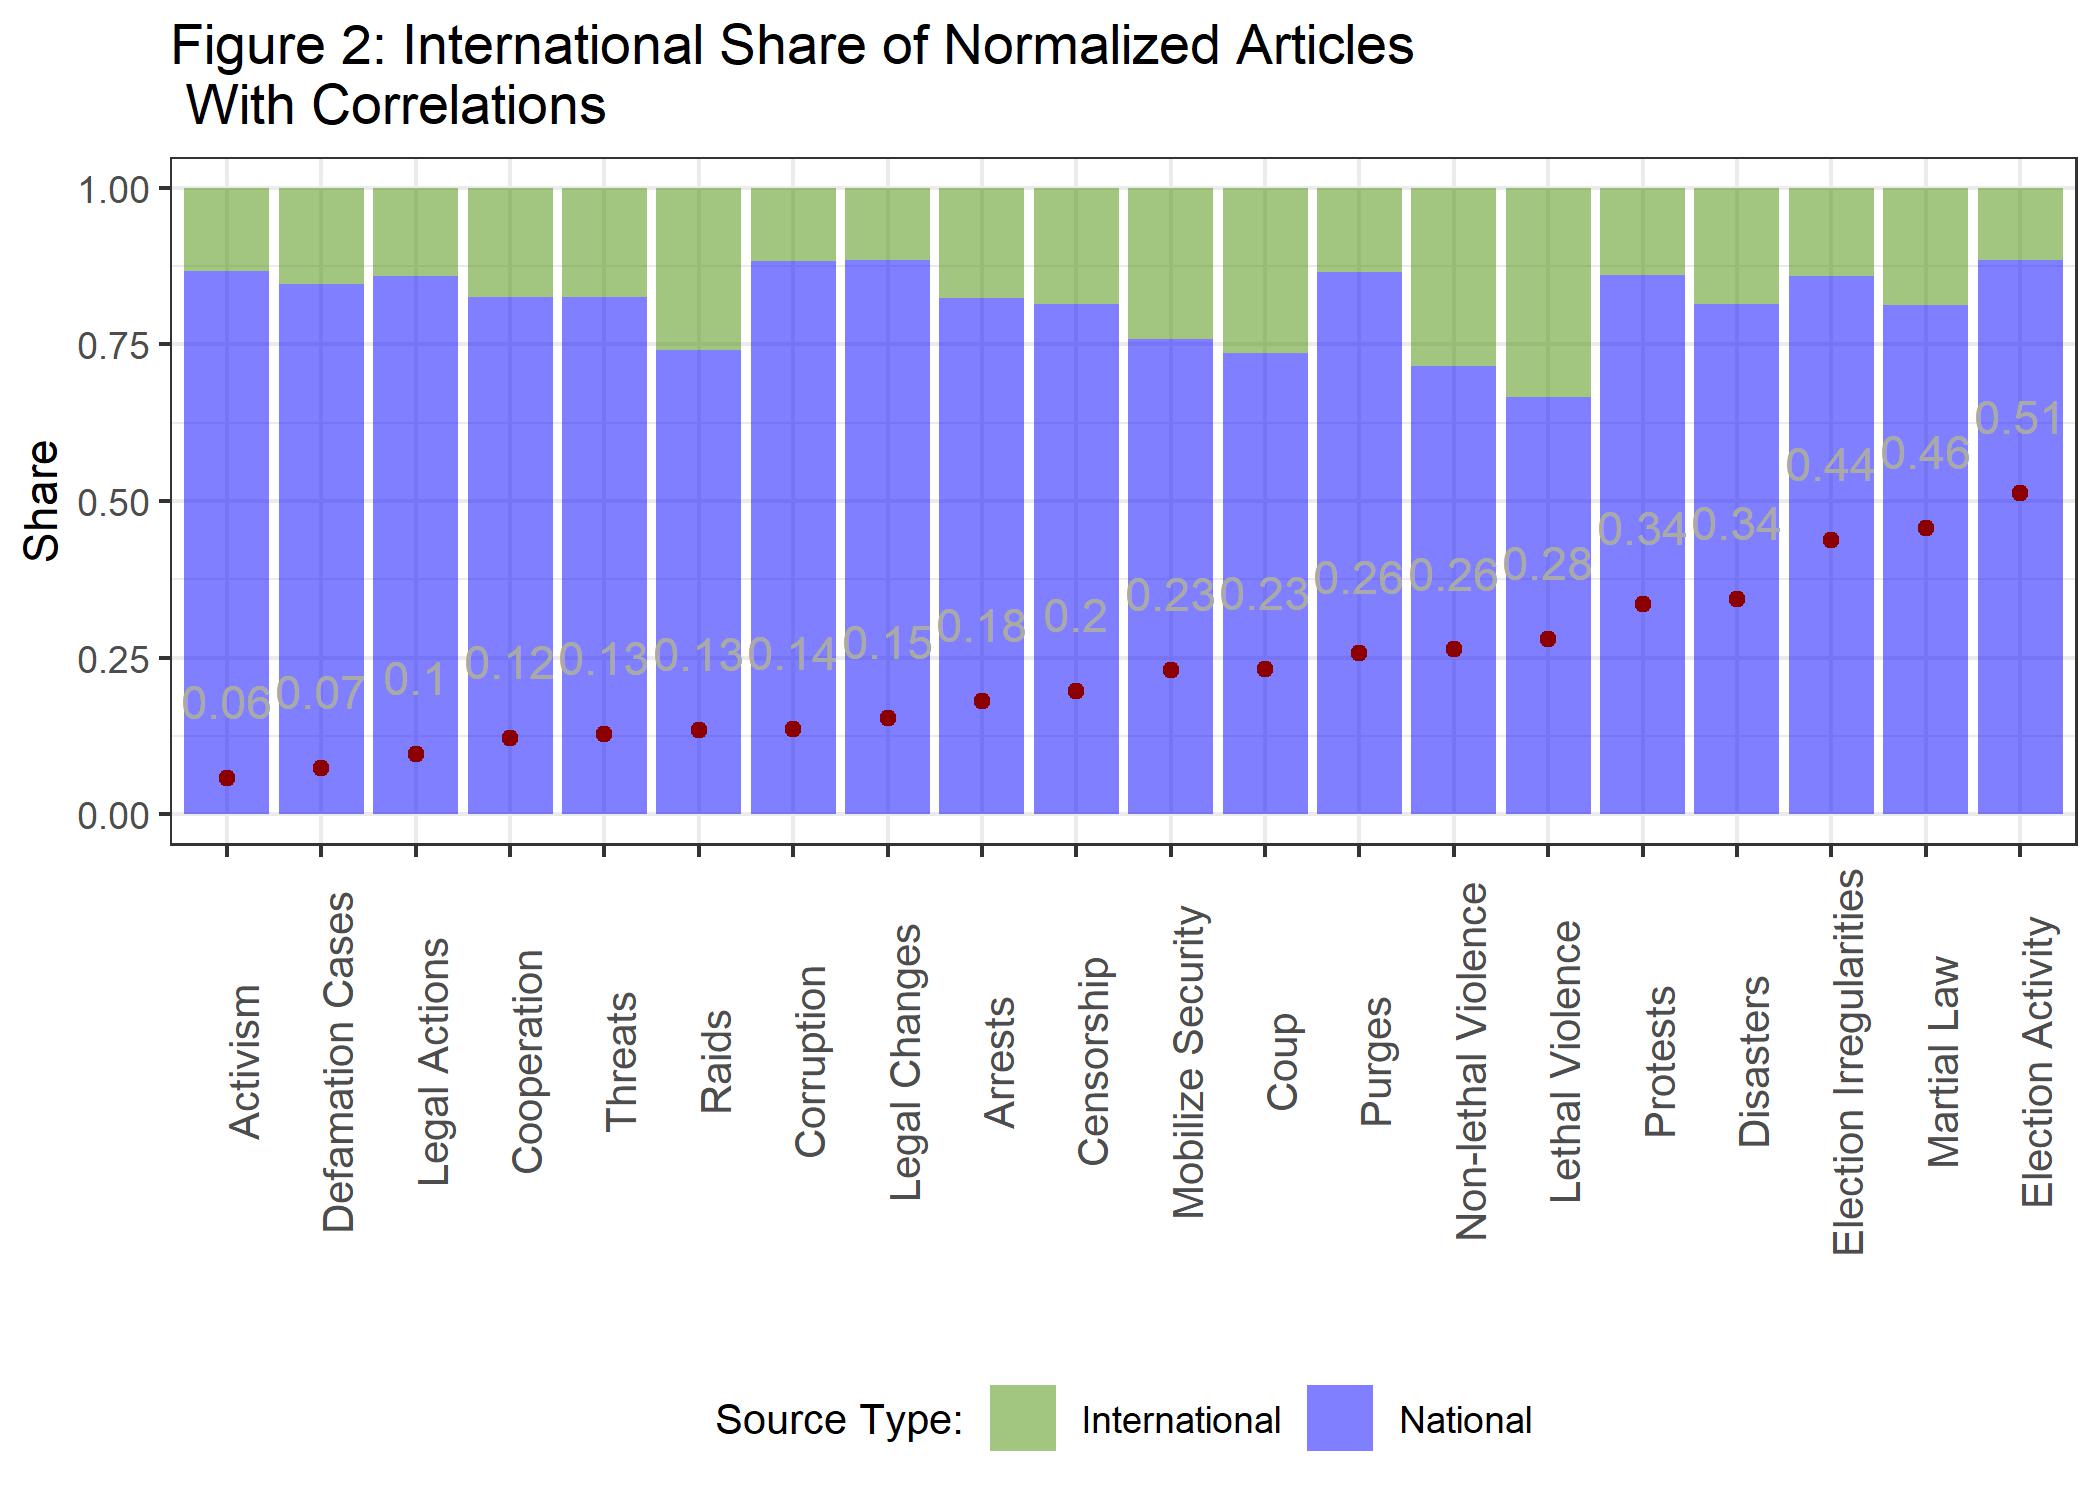 Figure 2: International Share of Normalized Articles
With Correlations
Share
1.00
0.75
0.50
0.25
0.00
0.06
0.07
0.1
0.12
0.13
0.13
0.14
0.15
0.18
0.2
0.23
0.23
0.26
0.26
0.28
0.34
0.34
0.44
0.46
0.51
Activism
Defamation Cases
Legal Actions
Cooperation
Threats
Raids
Corruption
Legal Changes
Arrests
Censorship
Mobilize Security
Coup
Purges
Non-lethal Violence
Lethal Violence
Protests
Disasters
Election Irregularities
Martial Law
Election Activity
Source Type: International National